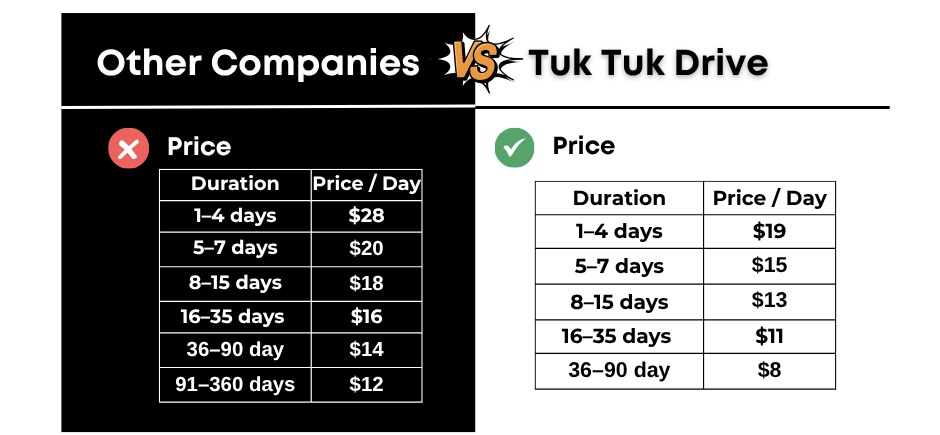 Other Companies VS Tuk Tuk Drive
Price
Duration Price / Day
1–4 days $28
5–7 days $20
8–15 days $18
16–35 days $16
36–90 day $14
91–360 days $12
Price
Duration Price / Day
1–4 days $19
5–7 days $15
8–15 days $13
16–35 days $11
36–90 day $8